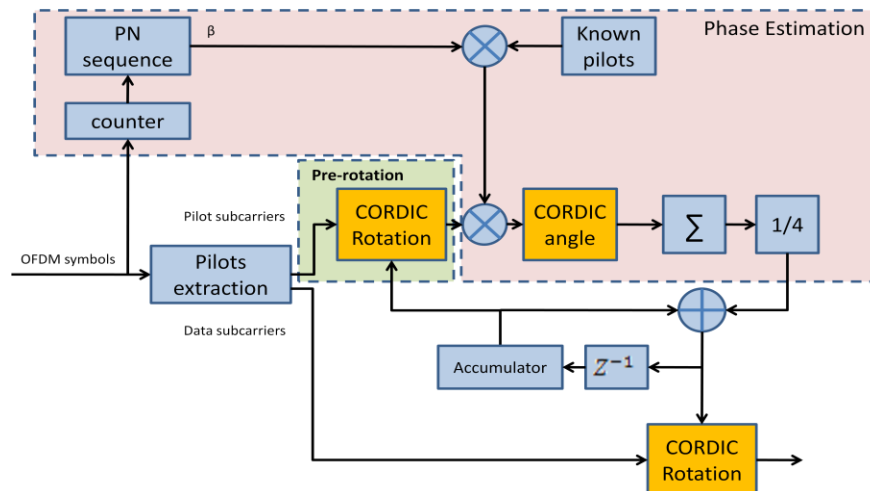 PN
sequence
β
Known
pilots
Phase Estimation
counter
Pre-rotation
Pilot subcarriers
CORDIC
Rotation
CORDIC
angle
Σ
1/4
OFDM symbols
Pilots
extraction
Data subcarriers
Accumulator
Z⁻¹
CORDIC
Rotation